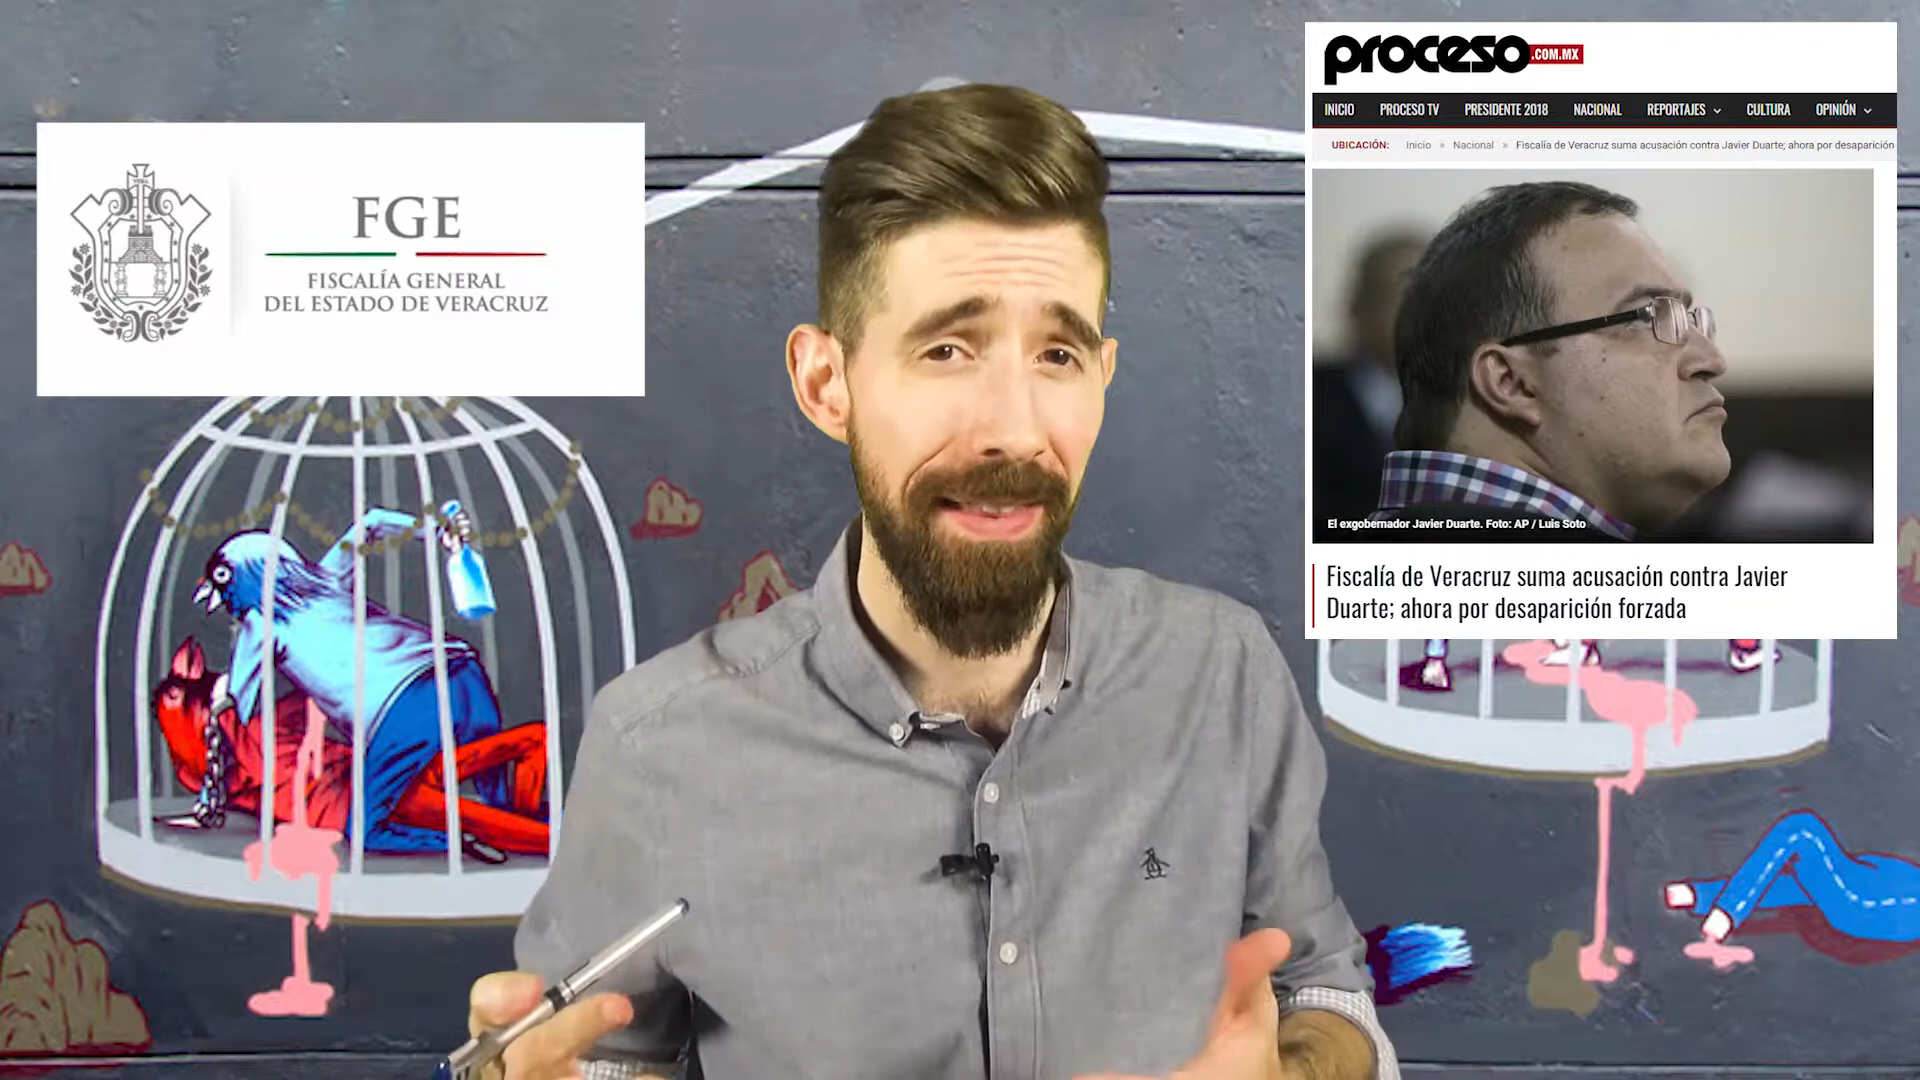 FGE
FISCALÍA GENERAL
DEL ESTADO DE VERACRUZ
proceso.COM.MX
INICIO PROCESO TV PRESIDENTE 2018 NACIONAL REPORTAJES CULTURA OPINIÓN
UBICACIÓN: Inicio » Nacional » Fiscalía de Veracruz suma acusación contra Javier Duarte; ahora por desaparición
El exgobernador Javier Duarte. Foto: AP / Luis Soto
Fiscalía de Veracruz suma acusación contra Javier
Duarte; ahora por desaparición forzada